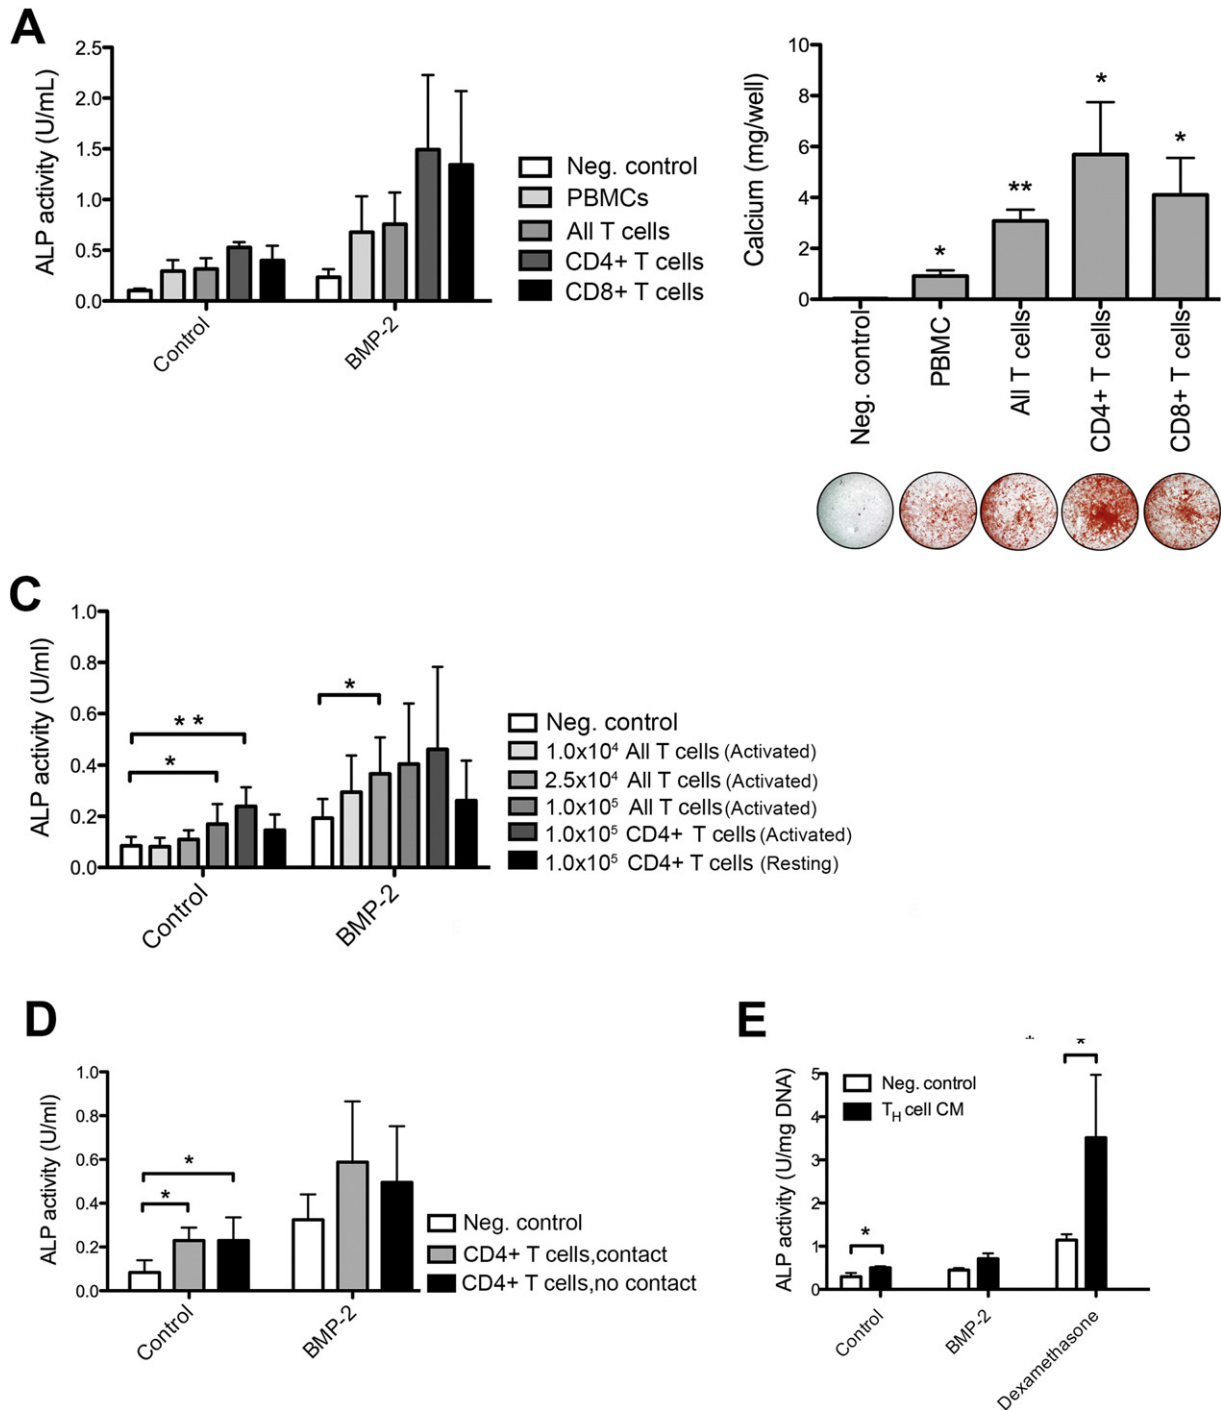 A
ALP activity (U/mL)
2.5
2.0
1.5
1.0
0.5
0.0
Control
BMP-2
Neg. control
PBMCs
All T cells
CD4+ T cells
CD8+ T cells
Calcium (mg/well)
10
8
6
4
2
0
*
**
*
*
Neg. control
PBMC
All T cells
CD4+ T cells
CD8+ T cells
C
ALP activity (U/ml)
1.0
0.8
0.6
0.4
0.2
0.0
* *
*
*
Control
BMP-2
Neg. control
1.0x10⁴ All T cells (Activated)
2.5x10⁴ All T cells (Activated)
1.0x10⁵ All T cells (Activated)
1.0x10⁵ CD4+ T cells (Activated)
1.0x10⁵ CD4+ T cells (Resting)
D
ALP activity (U/ml)
1.0
0.8
0.6
0.4
0.2
0.0
*
*
Control
BMP-2
Neg. control
CD4+ T cells,contact
CD4+ T cells,no contact
E
ALP activity (U/mg DNA)
5
4
3
2
1
0
Neg. control
T_H cell CM
*
*
Control
BMP-2
Dexamethasone